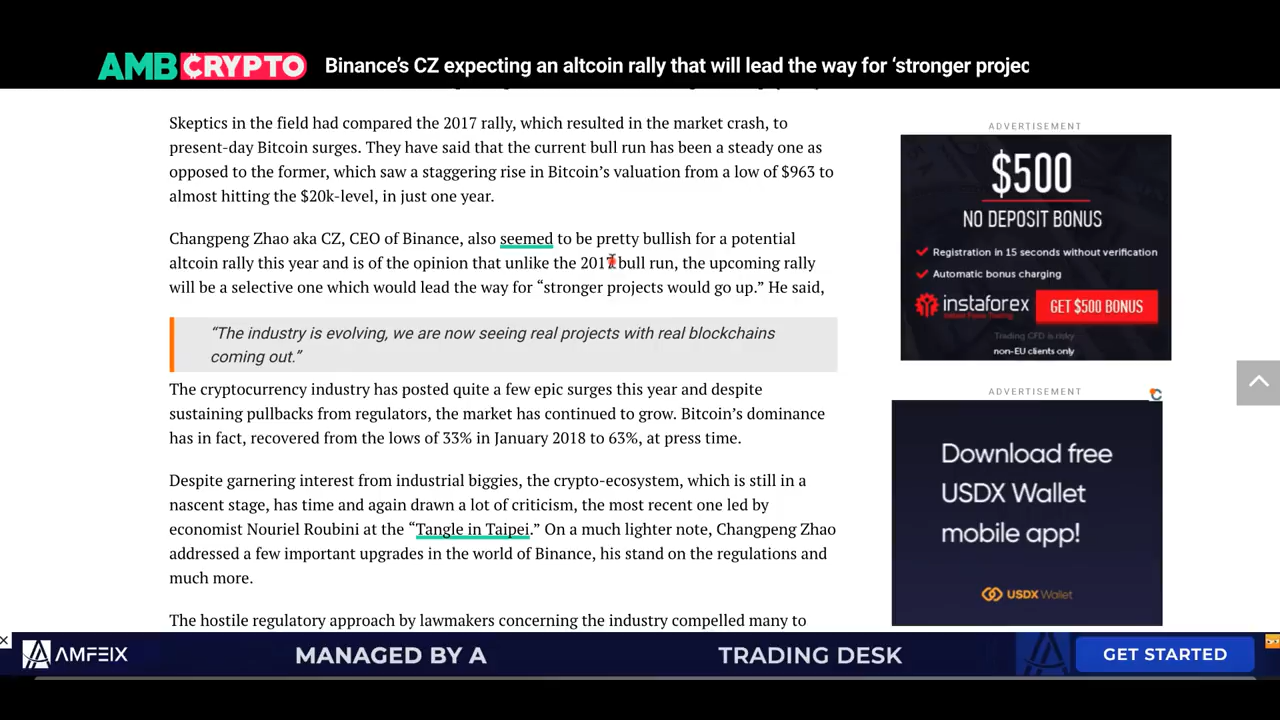 AMBCRYPTO
Binance’s CZ expecting an altcoin rally that will lead the way for ‘stronger projec
Skeptics in the field had compared the 2017 rally, which resulted in the market crash, to
present-day Bitcoin surges. They have said that the current bull run has been a steady one as
opposed to the former, which saw a staggering rise in Bitcoin’s valuation from a low of $963 to
almost hitting the $20k-level, in just one year.
Changpeng Zhao aka CZ, CEO of Binance, also seemed to be pretty bullish for a potential
altcoin rally this year and is of the opinion that unlike the 2017 bull run, the upcoming rally
will be a selective one which would lead the way for “stronger projects would go up.” He said,
“The industry is evolving, we are now seeing real projects with real blockchains
coming out.”
The cryptocurrency industry has posted quite a few epic surges this year and despite
sustaining pullbacks from regulators, the market has continued to grow. Bitcoin’s dominance
has in fact, recovered from the lows of 33% in January 2018 to 63%, at press time.
Despite garnering interest from industrial biggies, the crypto-ecosystem, which is still in a
nascent stage, has time and again drawn a lot of criticism, the most recent one led by
economist Nouriel Roubini at the “Tangle in Taipei.” On a much lighter note, Changpeng Zhao
addressed a few important upgrades in the world of Binance, his stand on the regulations and
much more.
The hostile regulatory approach by lawmakers concerning the industry compelled many to
ADVERTISEMENT
$500
NO DEPOSIT BONUS
Registration in 15 seconds without verification
Automatic bonus charging
instaforex
Instant Forex Trading
GET $500 BONUS
Trading CFD is risky
non-EU clients only
ADVERTISEMENT
Download free
USDX Wallet
mobile app!
USDX Wallet
AMFEIX
MANAGED BY A
TRADING DESK
GET STARTED